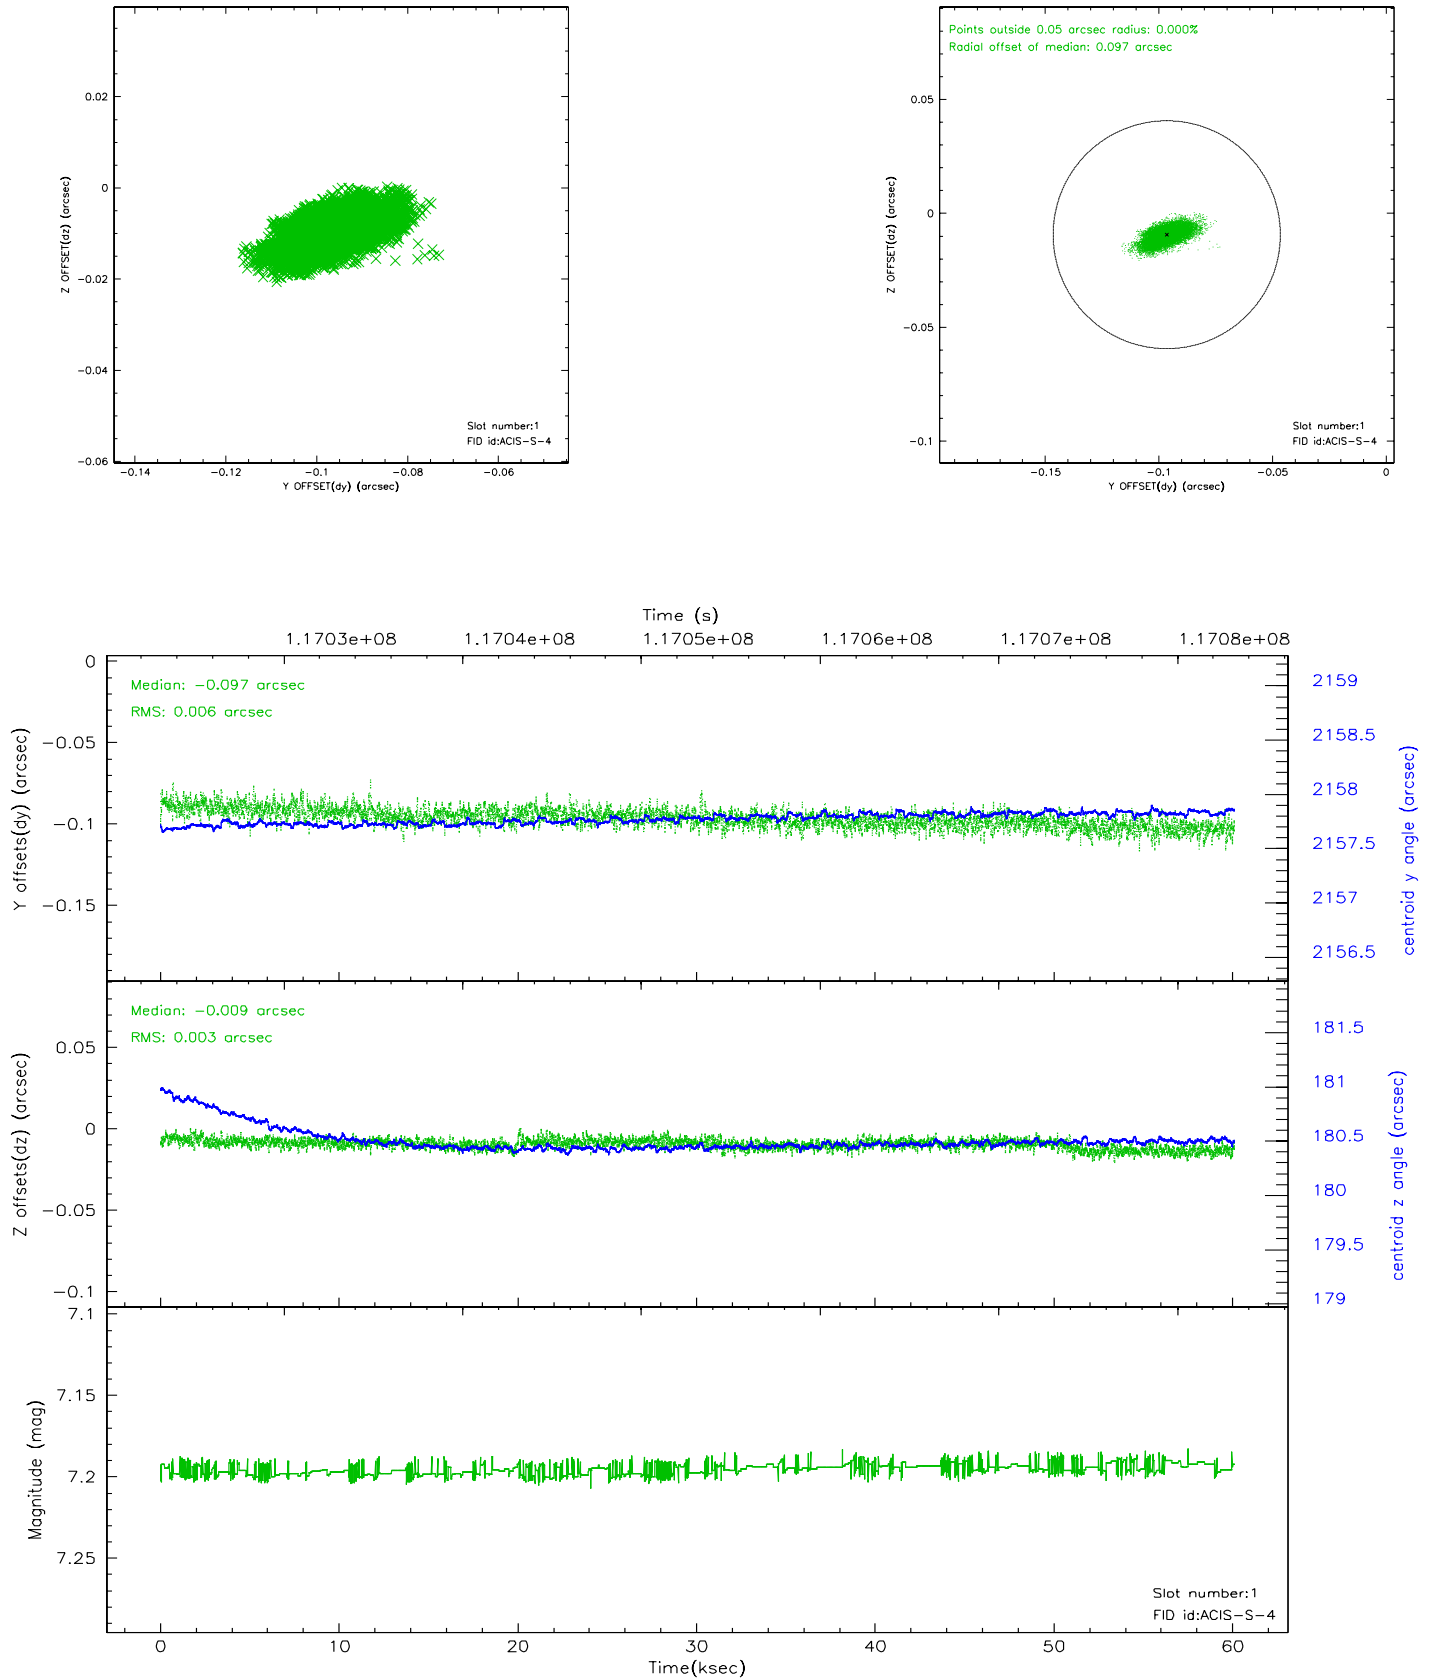 0.02
0
−0.02
−0.04
−0.06
Z OFFSET(dz) (arcsec)
Slot number:1
FID id:ACIS−S−4
−0.14
−0.12
−0.1
−0.08
−0.06
Y OFFSET(dy) (arcsec)
Points outside 0.05 arcsec radius: 0.000%
Radial offset of median: 0.097 arcsec
0.05
0
−0.05
−0.1
Z OFFSET(dz) (arcsec)
Slot number:1
FID id:ACIS−S−4
−0.15
−0.1
−0.05
0
Y OFFSET(dy) (arcsec)
Time (s)
1.1703e+08
1.1704e+08
1.1705e+08
1.1706e+08
1.1707e+08
1.1708e+08
Median: −0.097 arcsec
RMS: 0.006 arcsec
0
−0.05
−0.1
−0.15
Y offsets(dy) (arcsec)
2159
2158.5
2158
2157.5
2157
2156.5
centroid y angle (arcsec)
Median: −0.009 arcsec
RMS: 0.003 arcsec
0.05
0
−0.05
−0.1
Z offsets(dz) (arcsec)
181.5
181
180.5
180
179.5
179
centroid z angle (arcsec)
7.1
7.15
7.2
7.25
Magnitude (mag)
Slot number:1
FID id:ACIS−S−4
0
10
20
30
40
50
60
Time(ksec)